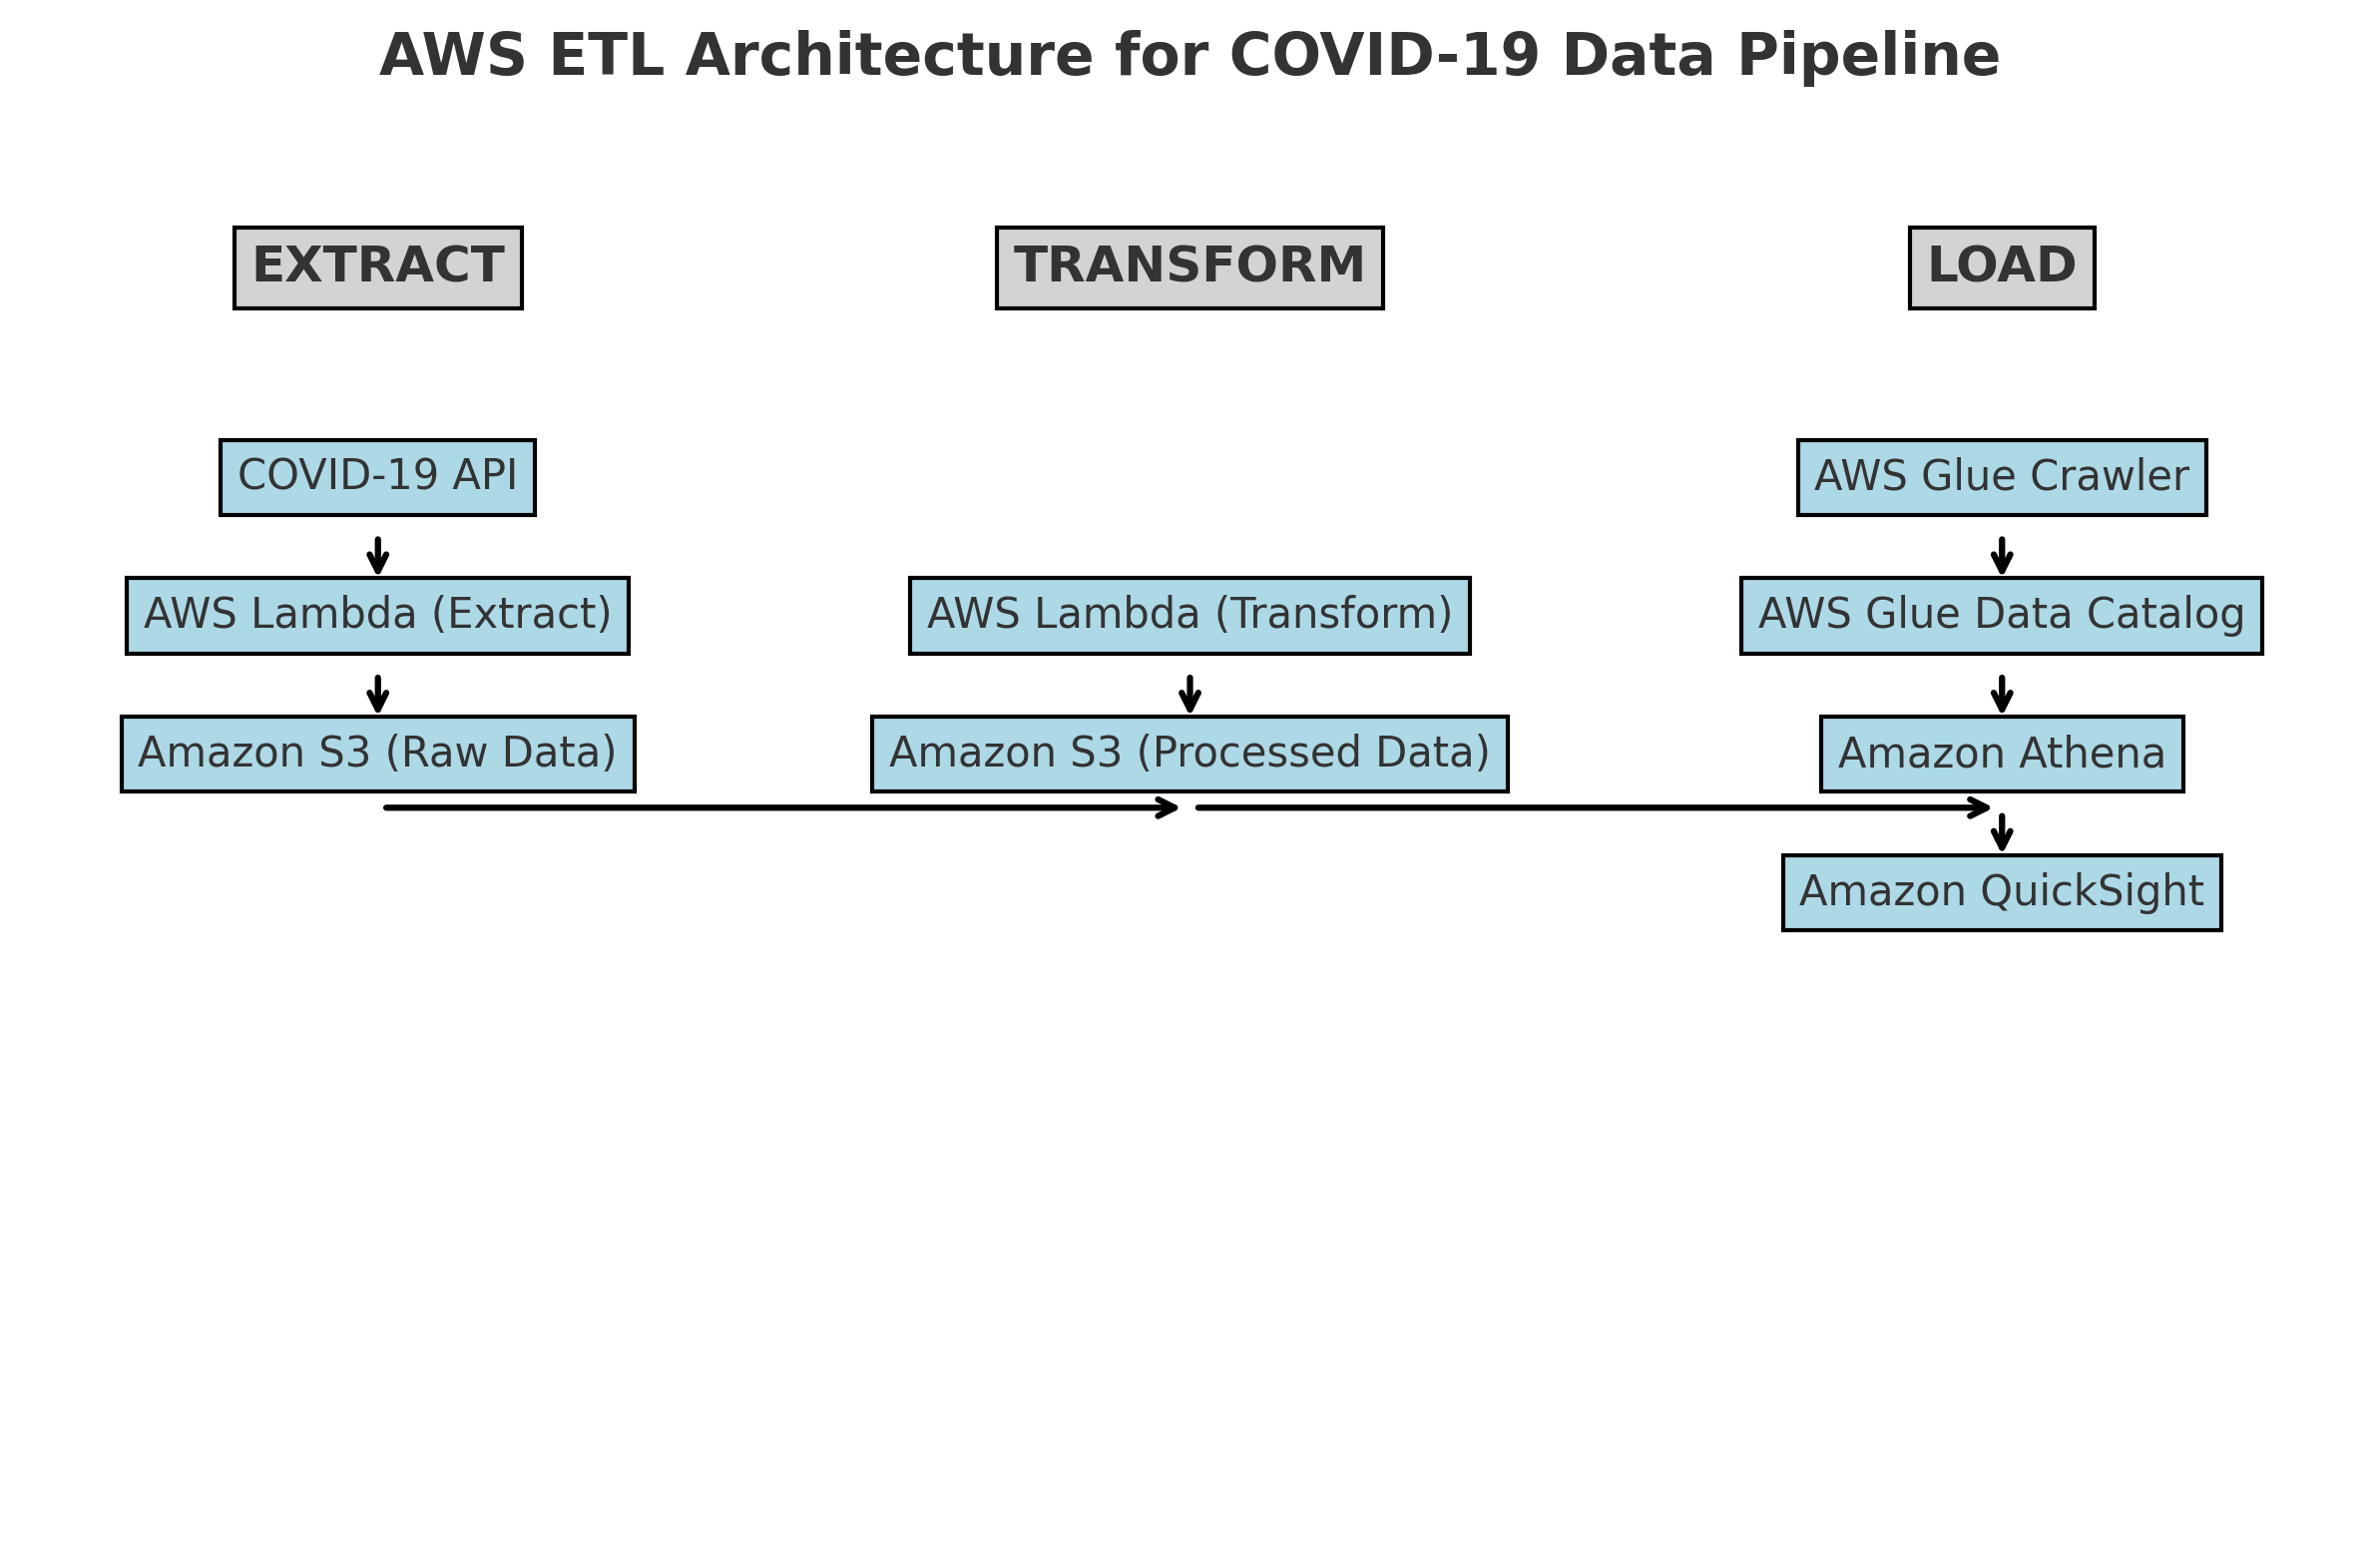 AWS ETL Architecture for COVID-19 Data Pipeline
EXTRACT
TRANSFORM
LOAD
COVID-19 API
AWS Glue Crawler
AWS Lambda (Extract)
AWS Lambda (Transform)
AWS Glue Data Catalog
Amazon S3 (Raw Data)
Amazon S3 (Processed Data)
Amazon Athena
Amazon QuickSight